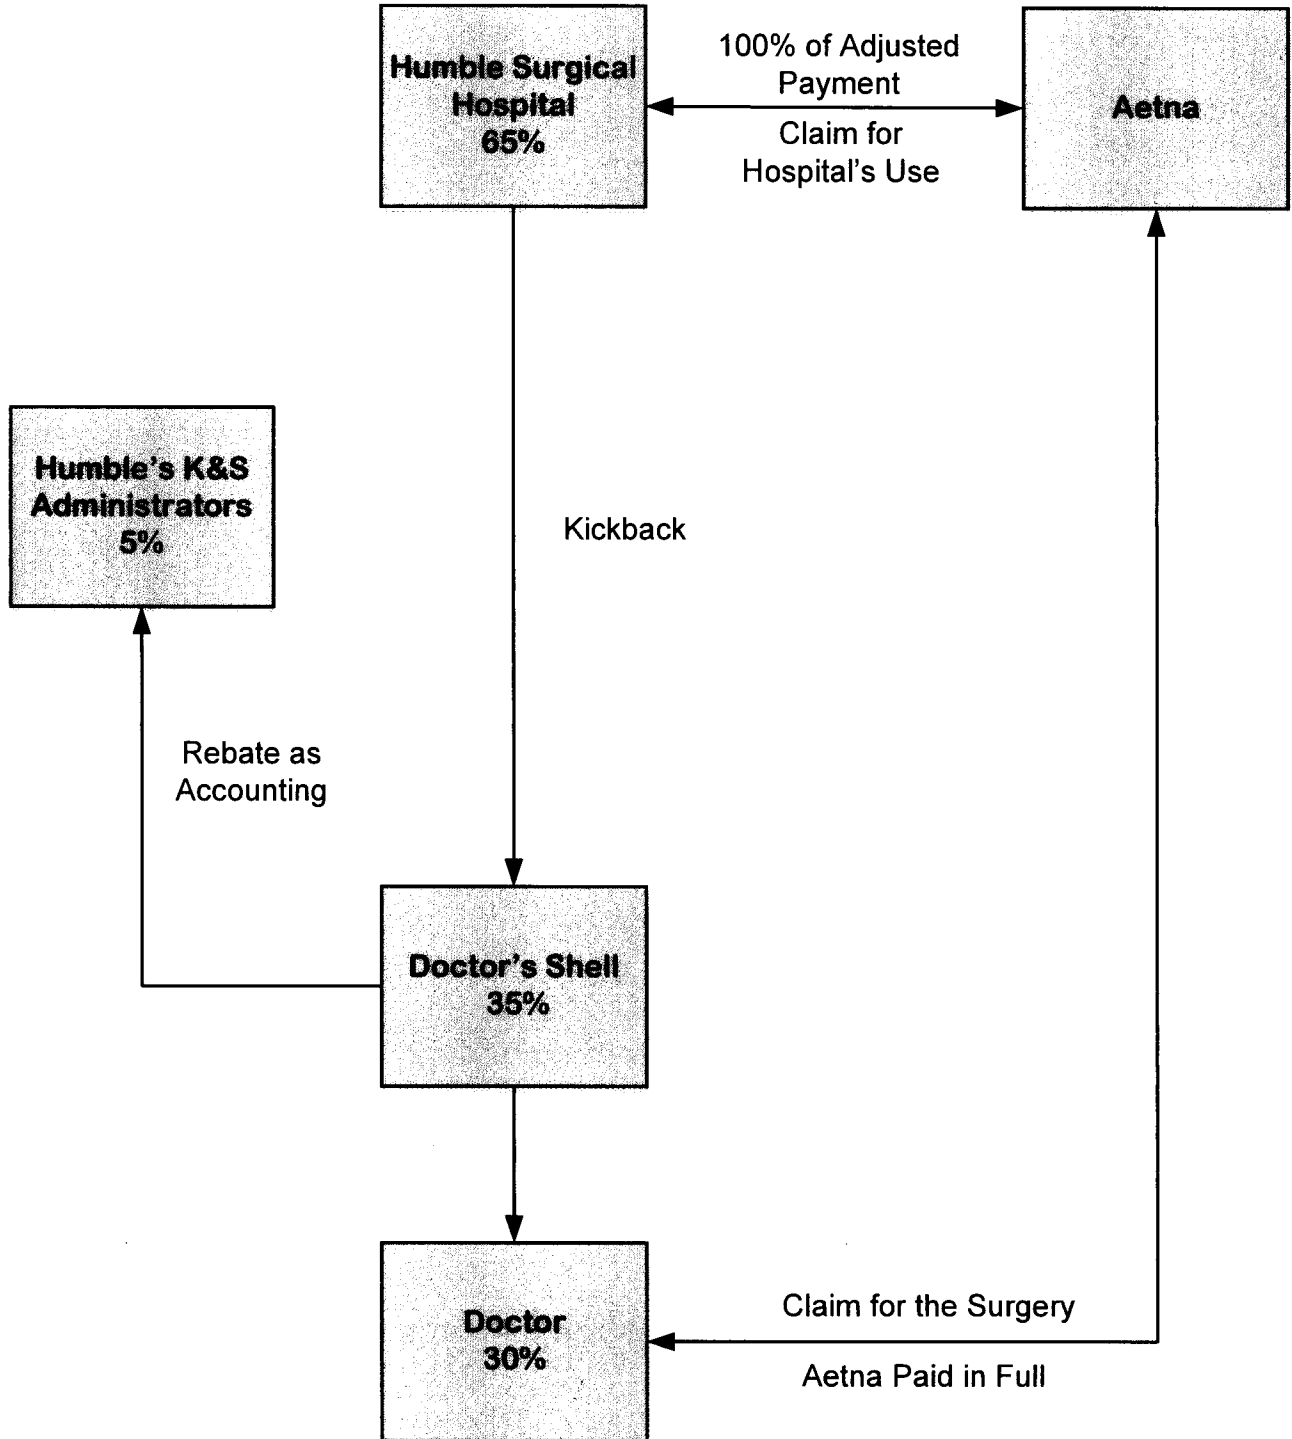 Humble Surgical
Hospital
65%
100% of Adjusted
Payment
Claim for
Hospital's Use
Aetna
Humble's K&S
Administrators
5%
Kickback
Rebate as
Accounting
Doctor's Shell
35%
Doctor
30%
Claim for the Surgery
Aetna Paid in Full